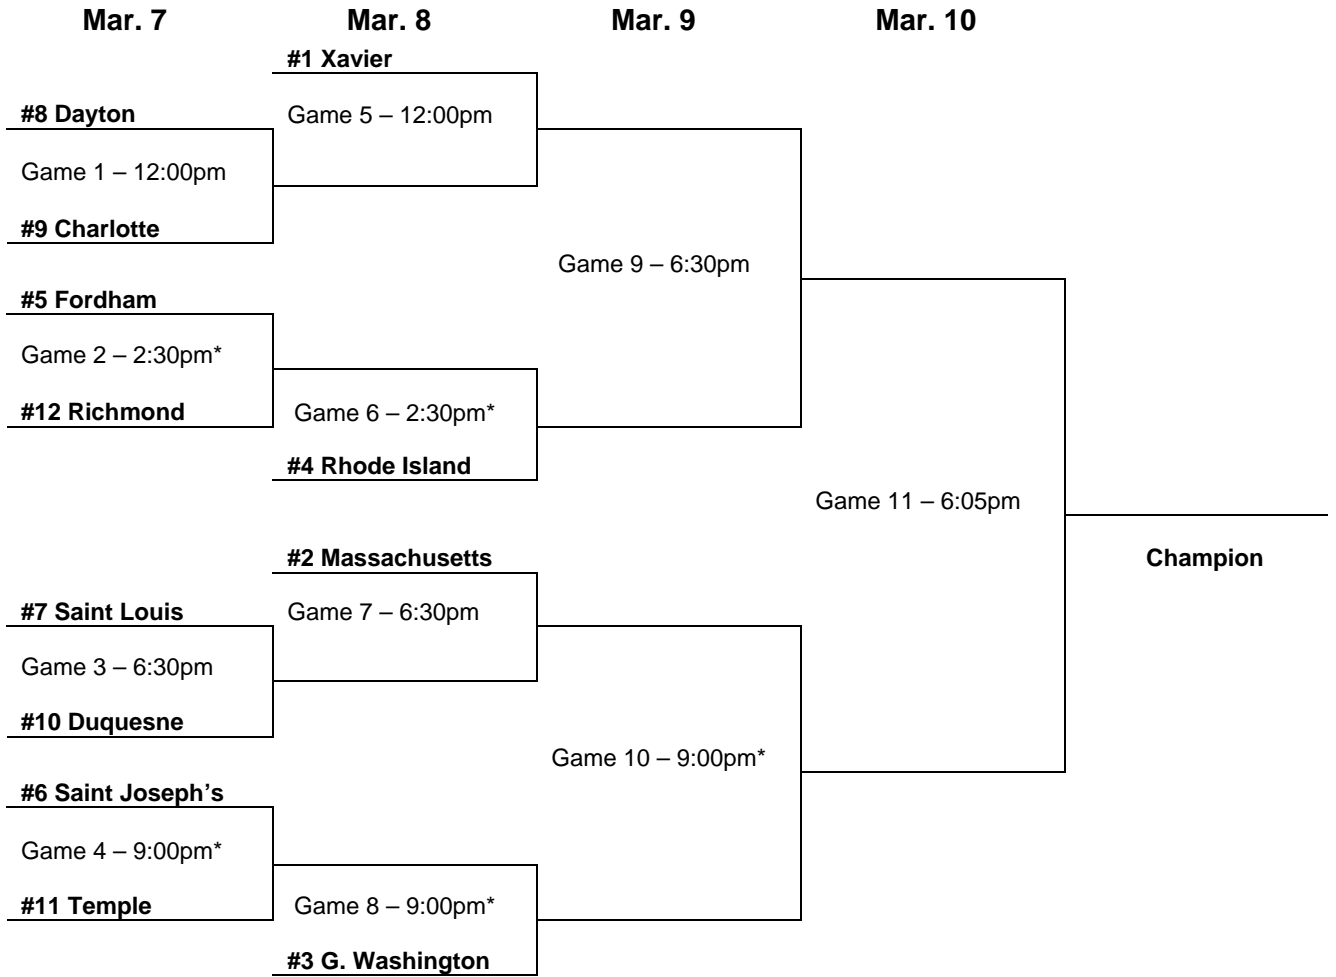 Mar. 7 Mar. 8 Mar. 9 Mar. 10
#1 Xavier
#8 Dayton
Game 5 – 12:00pm
Game 1 – 12:00pm
#9 Charlotte
Game 9 – 6:30pm
#5 Fordham
Game 2 – 2:30pm*
#12 Richmond
Game 6 – 2:30pm*
#4 Rhode Island
Game 11 – 6:05pm
#2 Massachusetts
Champion
#7 Saint Louis
Game 7 – 6:30pm
Game 3 – 6:30pm
#10 Duquesne
Game 10 – 9:00pm*
#6 Saint Joseph's
Game 4 – 9:00pm*
#11 Temple
Game 8 – 9:00pm*
#3 G. Washington